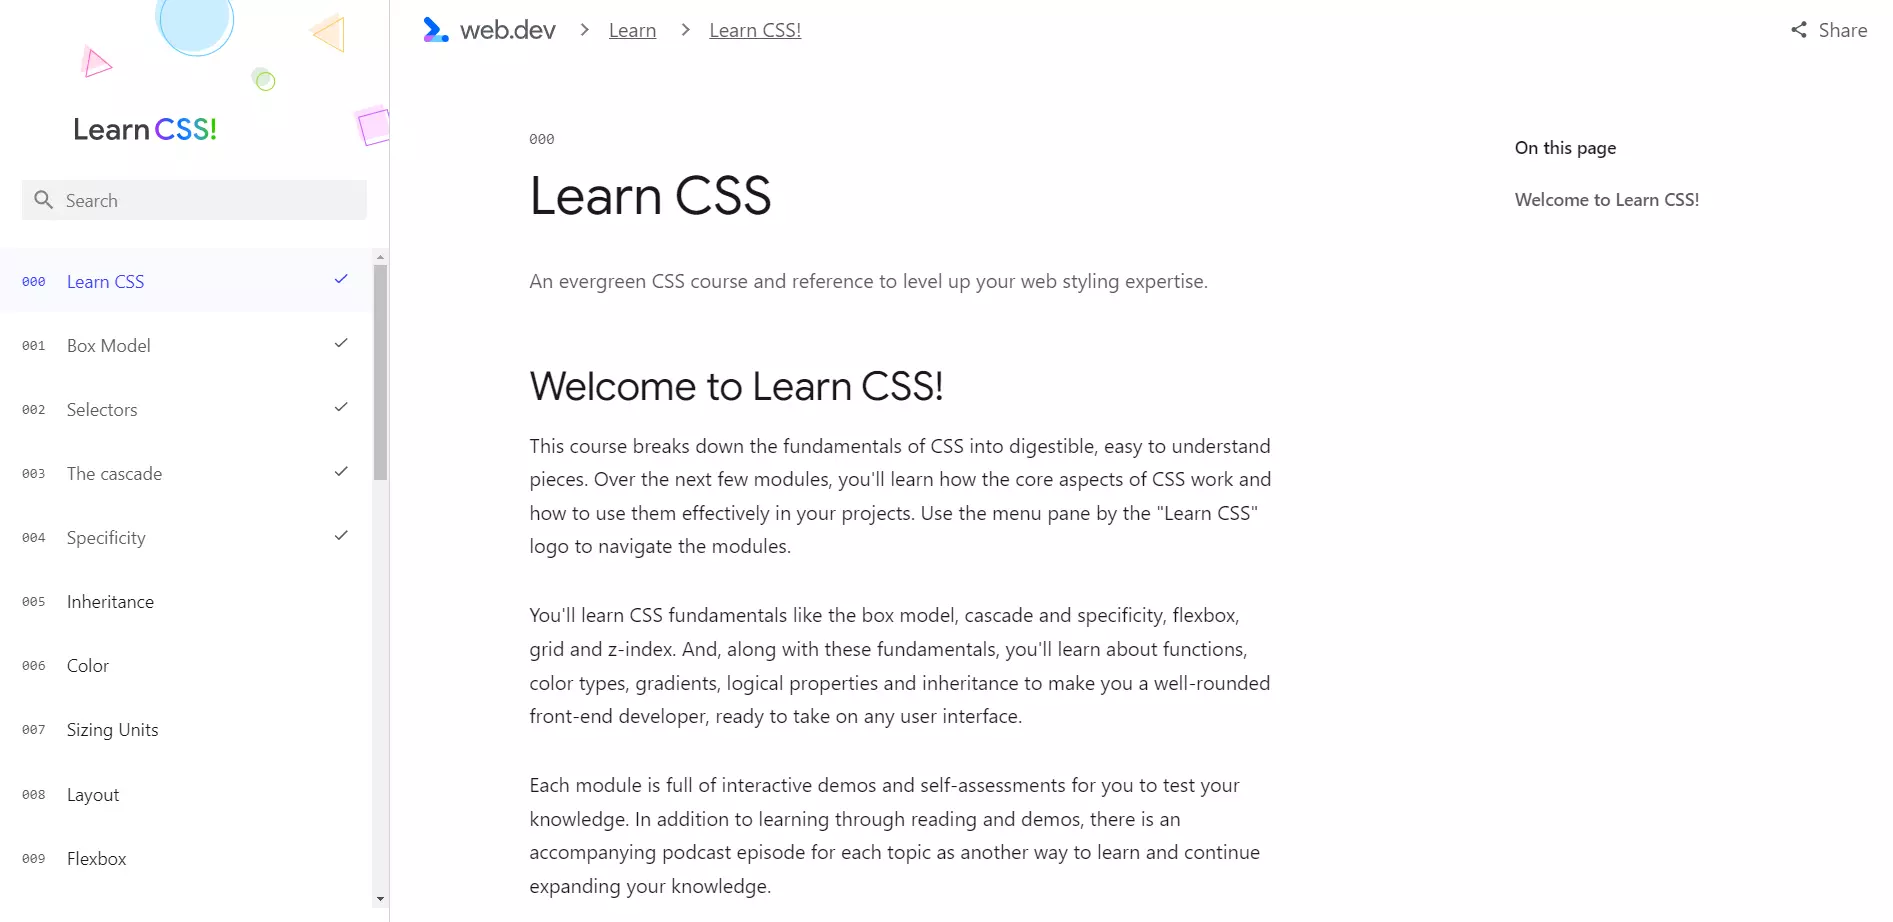 Learn CSS!
Search
000 Learn CSS
001 Box Model
002 Selectors
003 The cascade
004 Specificity
005 Inheritance
006 Color
007 Sizing Units
008 Layout
009 Flexbox
web.dev > Learn > Learn CSS!
Share
000
Learn CSS
An evergreen CSS course and reference to level up your web styling expertise.
Welcome to Learn CSS!
This course breaks down the fundamentals of CSS into digestible, easy to understand
pieces. Over the next few modules, you'll learn how the core aspects of CSS work and
how to use them effectively in your projects. Use the menu pane by the "Learn CSS"
logo to navigate the modules.
You'll learn CSS fundamentals like the box model, cascade and specificity, flexbox,
grid and z-index. And, along with these fundamentals, you'll learn about functions,
color types, gradients, logical properties and inheritance to make you a well-rounded
front-end developer, ready to take on any user interface.
Each module is full of interactive demos and self-assessments for you to test your
knowledge. In addition to learning through reading and demos, there is an
accompanying podcast episode for each topic as another way to learn and continue
expanding your knowledge.
On this page
Welcome to Learn CSS!